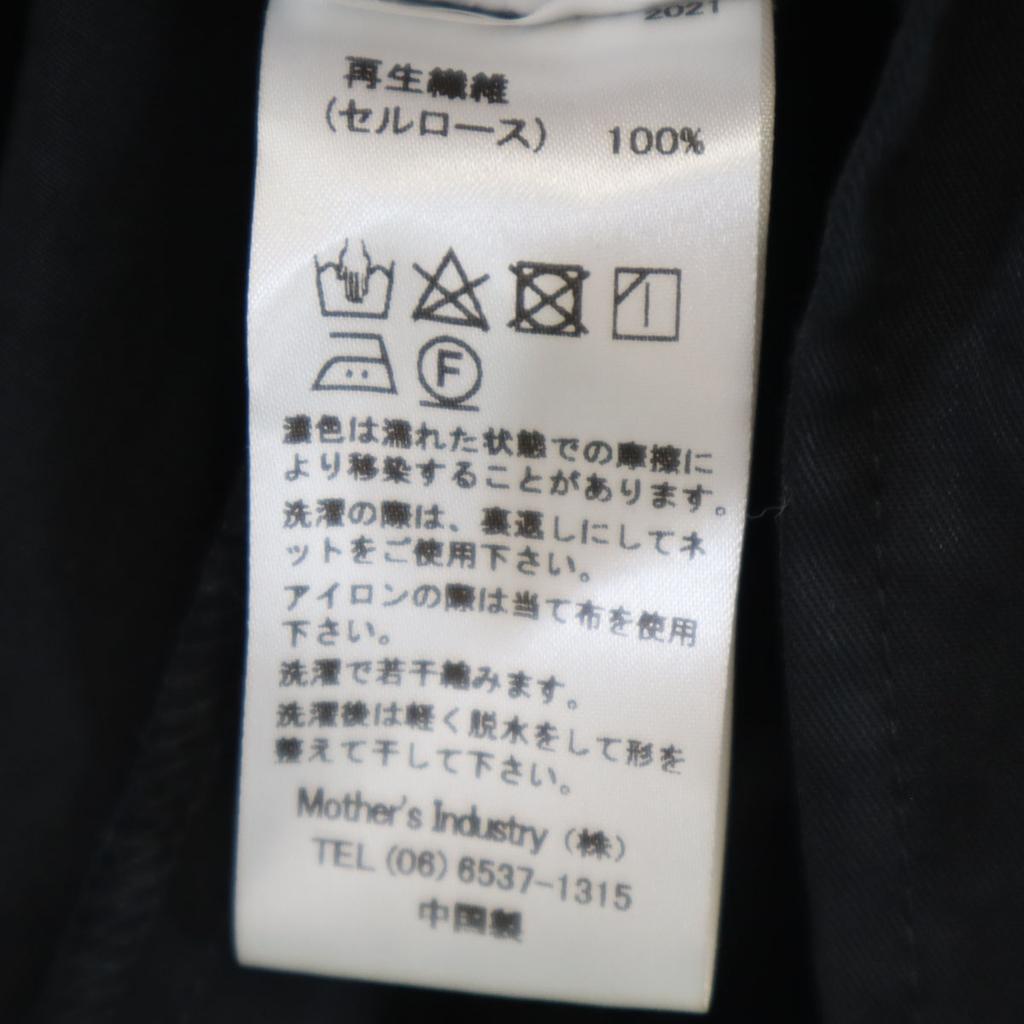 2021
再生繊維
(セルロース) 100%
F
濃色は濡れた状態での摩擦に
より移染することがあります。
洗濯の際は、裏返しにしてネ
ットをご使用下さい。
アイロンの際は当て布を使用
下さい。
洗濯で若干縮みます。
洗濯後は軽く脱水をして形を
整えて干して下さい。
Mother's Industry (株)
TEL (06) 6537-1315
中国製